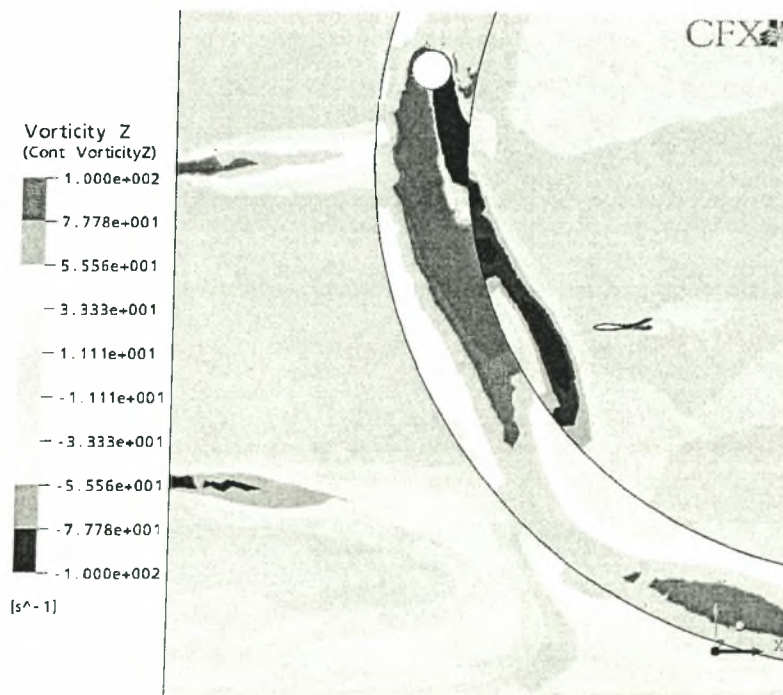 CFX
Vorticity Z
(Cont VorticityZ)
1.000e+002
7.778e+001
5.556e+001
3.333e+001
1.111e+001
-1.111e+001
-3.333e+001
-5.556e+001
-7.778e+001
-1.000e+002
[s^-1]
X